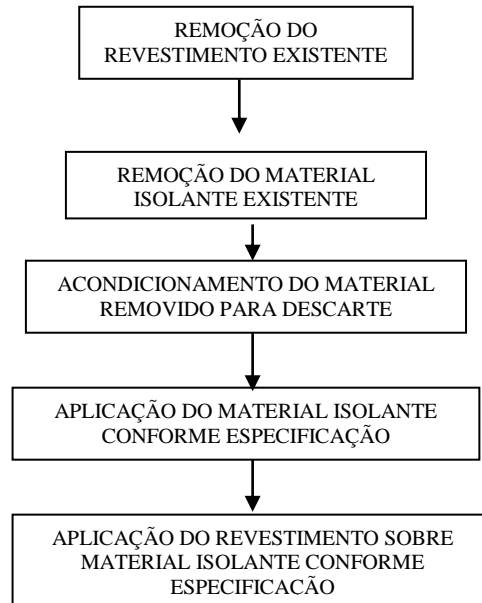 REMOÇÃO DO
REVESTIMENTO EXISTENTE
REMOÇÃO DO MATERIAL
ISOLANTE EXISTENTE
ACONDICIONAMENTO DO MATERIAL
REMOVIDO PARA DESCARTE
APLICAÇÃO DO MATERIAL ISOLANTE
CONFORME ESPECIFICAÇÃO
APLICAÇÃO DO REVESTIMENTO SOBRE
MATERIAL ISOLANTE CONFORME
ESPECIFICAÇÃO